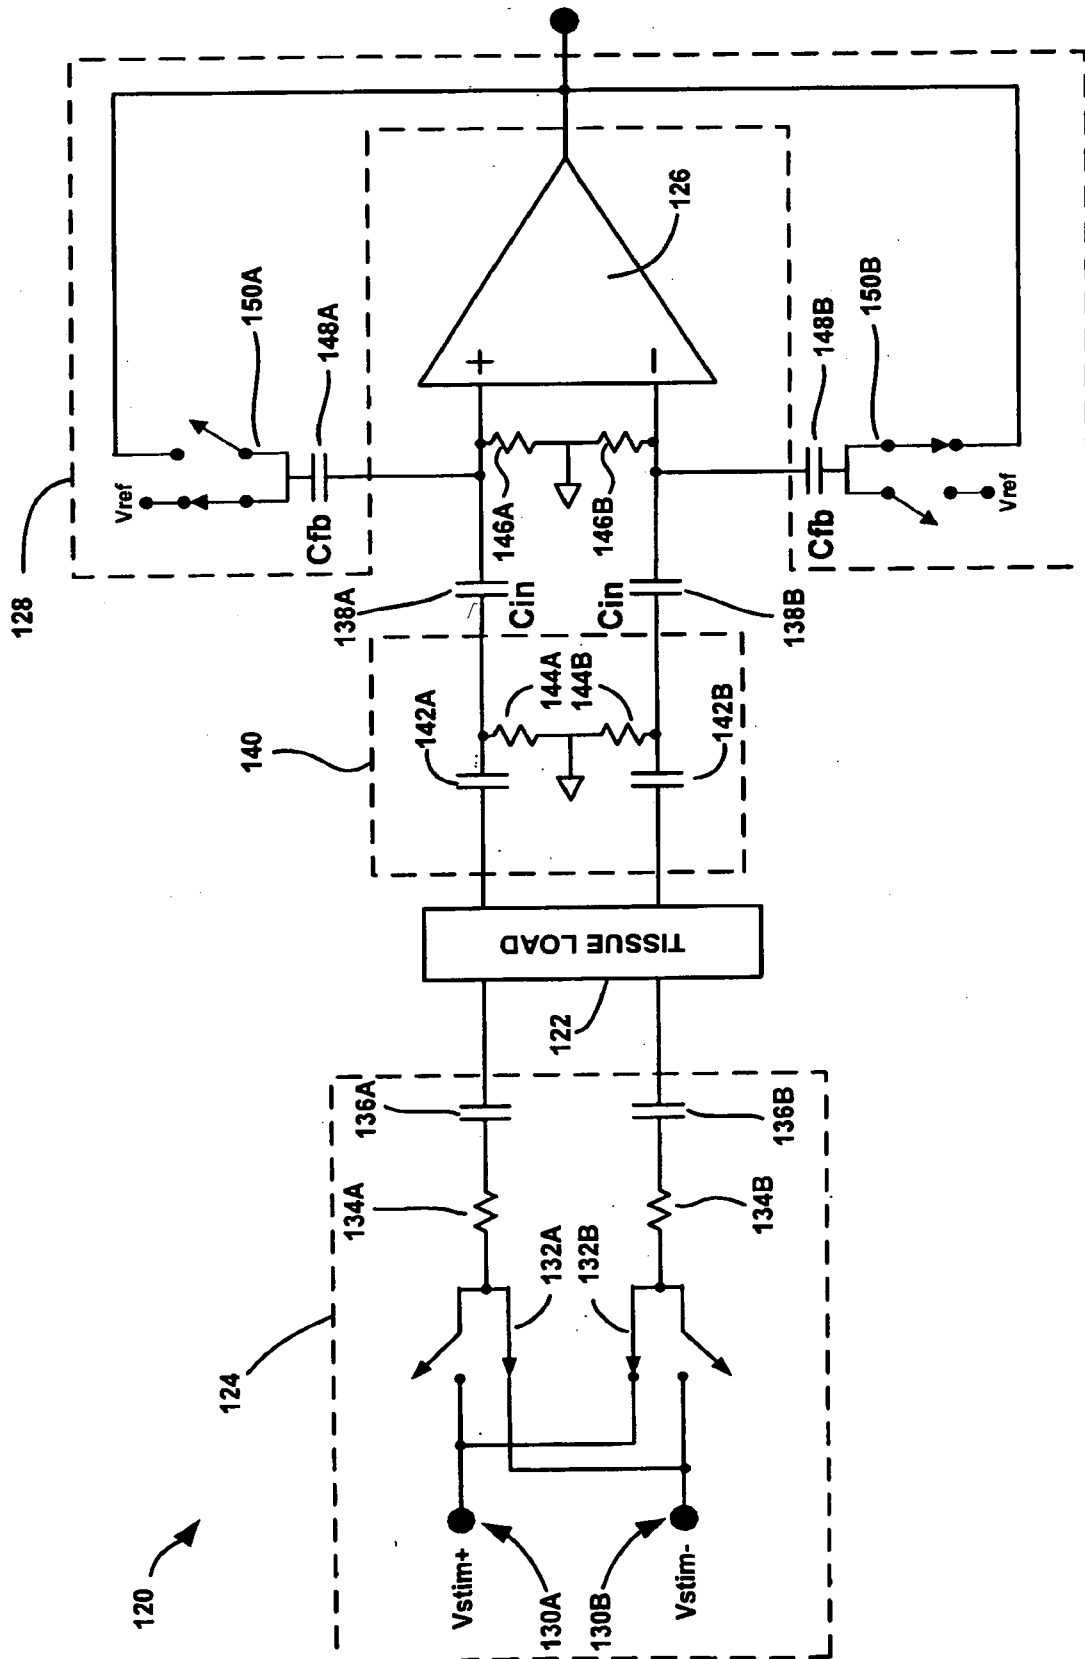 120
124
Vstim+
130A
130B
Vstim-
132A
132B
134A
134B
136A
136B
122
TISSUE LOAD
140
142A
144A
144B
142B
138A
Cin
Cin
138B
128
Vref
150A
148A
Cfb
146A
146B
+
−
126
148B
Cfb
150B
Vref